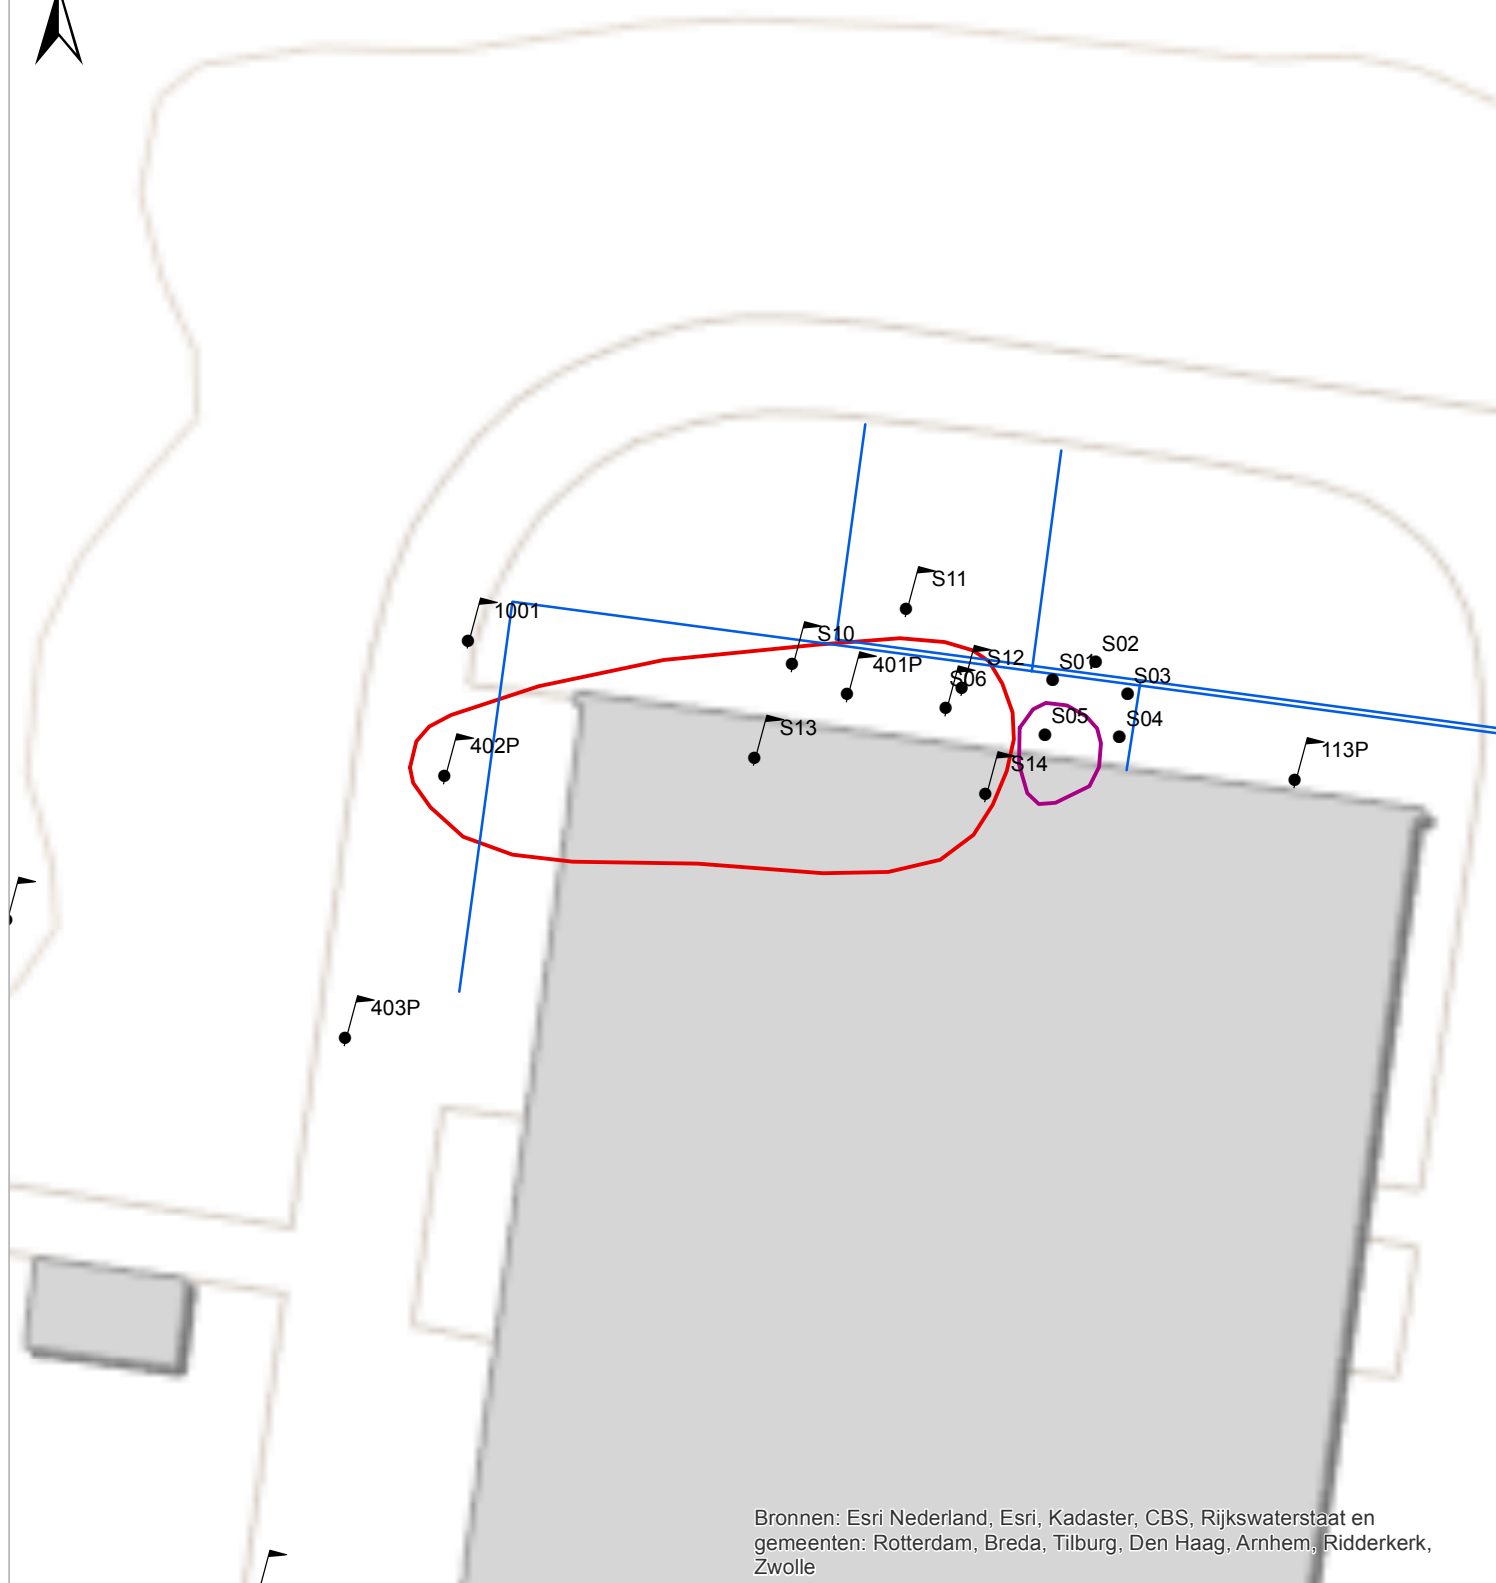 S11
1001
S10
S12
S02
401P
S01
S06
S03
S05
S04
S13
402P
S14
113P
403P
Bronnen: Esri Nederland, Esri, Kadaster, CBS, Rijkswaterstaat en
gemeenten: Rotterdam, Breda, Tilburg, Den Haag, Arnhem, Ridderkerk,
Zwolle